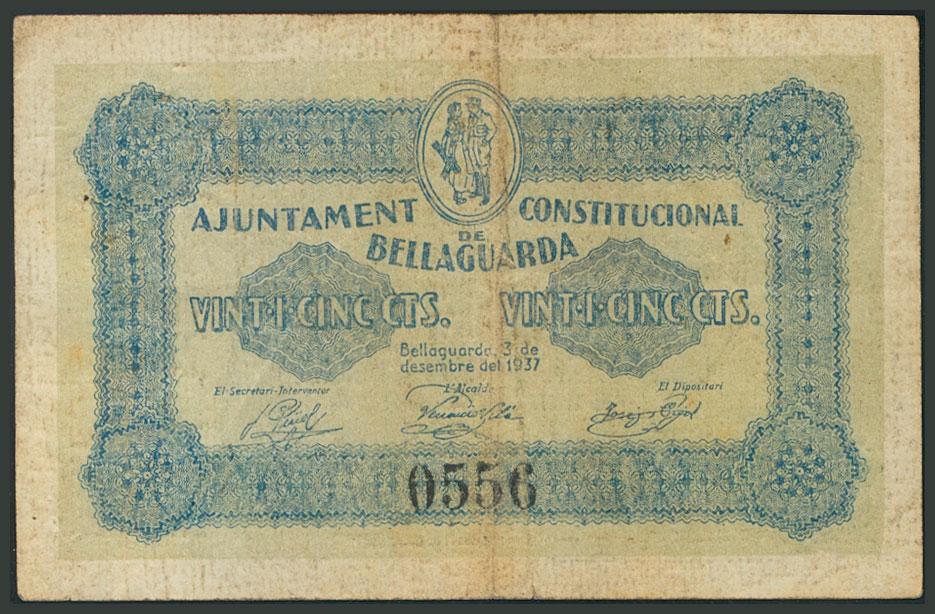 AJUNTAMENT CONSTITUCIONAL
DE
BELLAGUARDA
VINT-I-CINC CTS. VINT-I-CINC CTS.
Bellaguarda, 3 de
desembre del 1937
El Secretari-Interventor L'Alcalde El Dipositari
0556